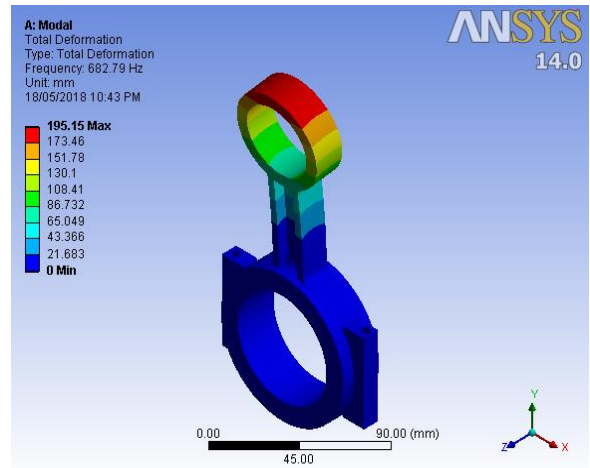 A: Modal
Total Deformation
Type: Total Deformation
Frequency: 682.79 Hz
Unit: mm
18/05/2018 10:43 PM
ANSYS
14.0
195.15 Max
173.46
151.78
130.1
108.41
86.732
65.049
43.366
21.683
0 Min
0.00 90.00 (mm)
45.00
Y
Z X